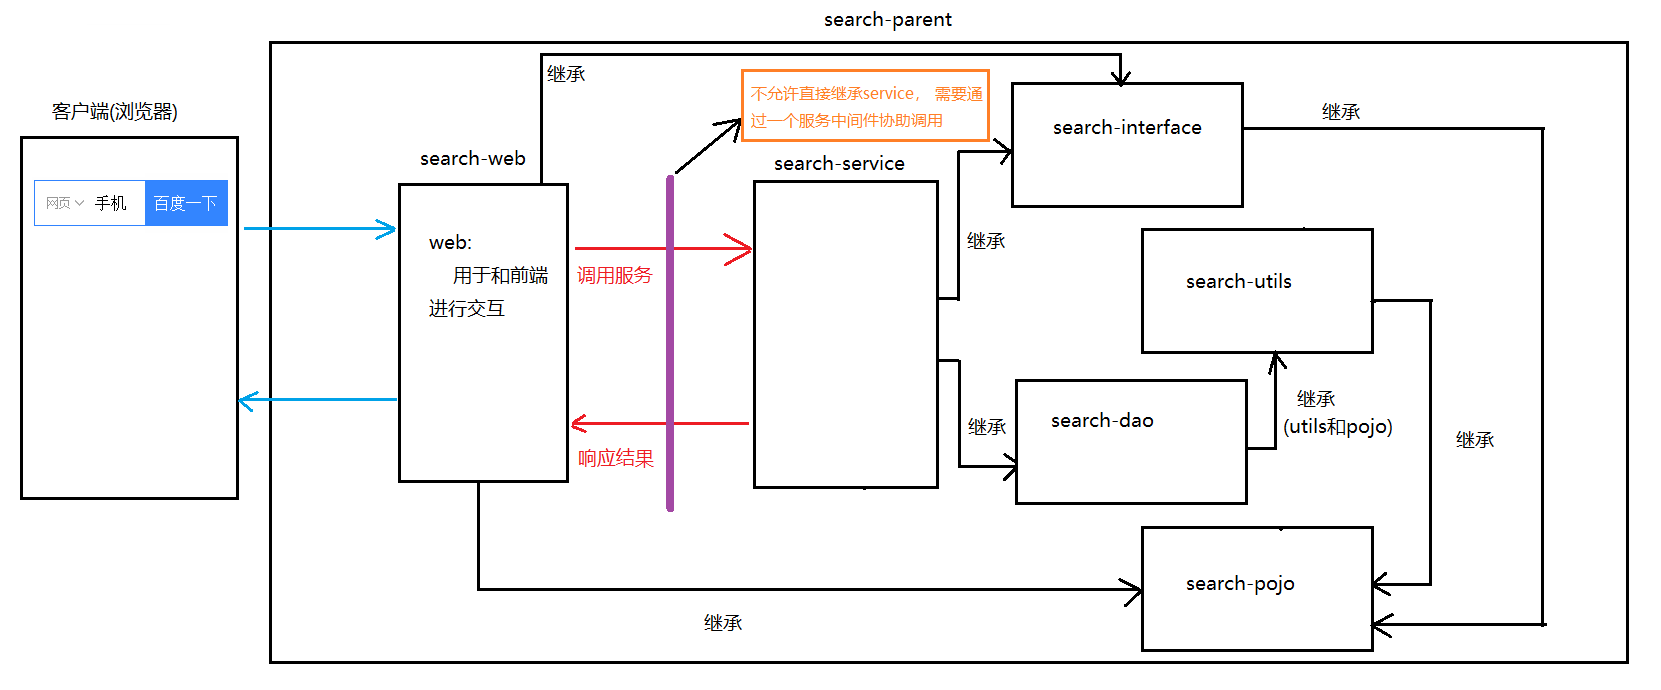 search-parent
继承
不允许直接继承service， 需要通
过一个服务中间件协助调用
继承
客户端(浏览器)
search-interface
search-web
search-service
网页 手机 百度一下
web:
用于和前端
进行交互
调用服务
继承
search-utils
继承
(utils和pojo)
search-dao
继承
继承
响应结果
search-pojo
继承